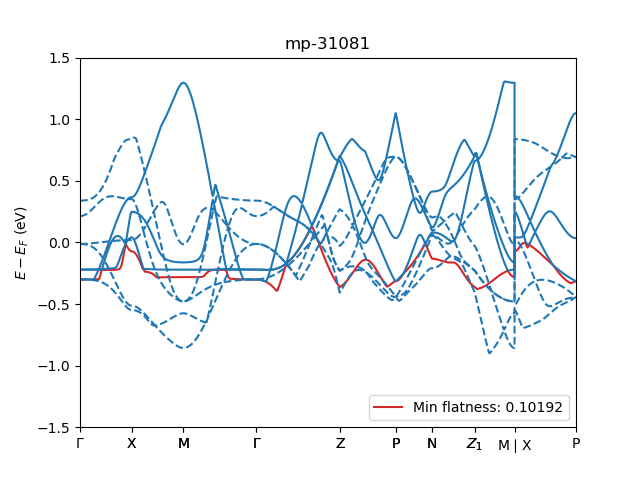 mp-31081
E − E_F (eV)
1.5
1.0
0.5
0.0
−0.5
−1.0
−1.5
Min flatness: 0.10192
Γ X M Γ Z P N Z₁ M | X P